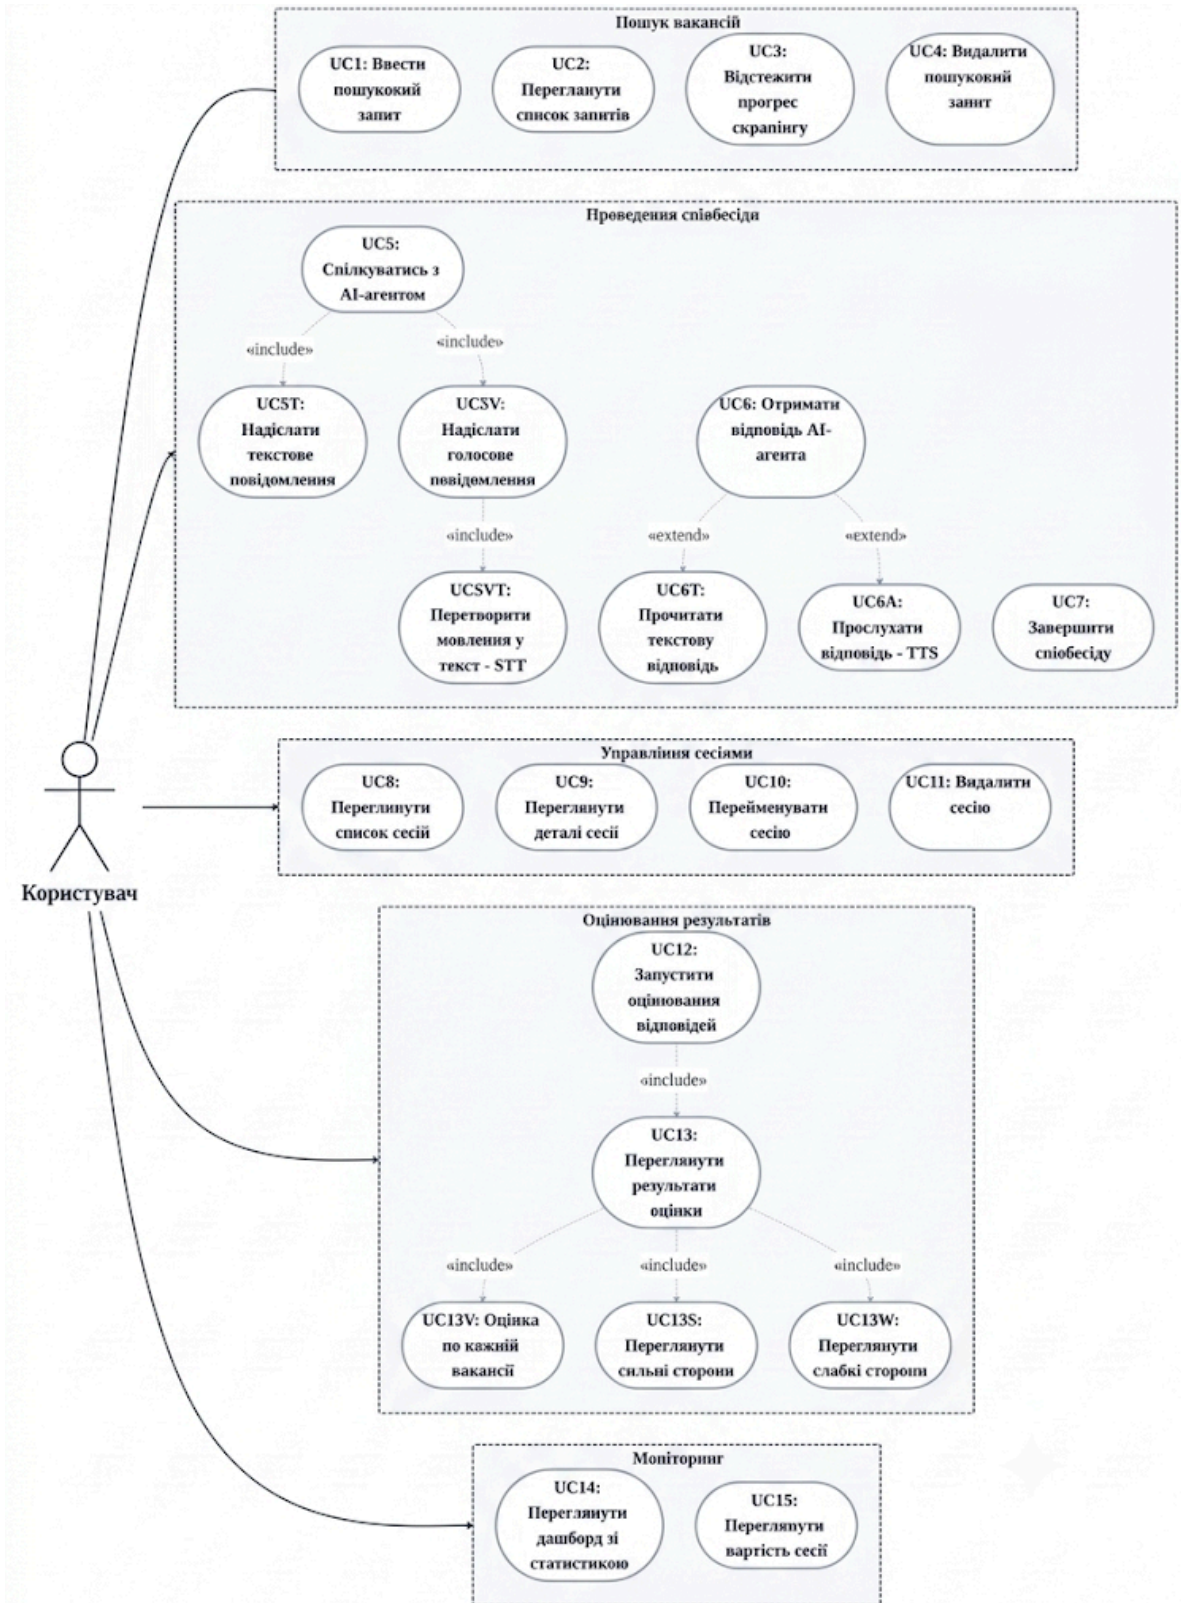 Пошук вакансій
UC1: Ввести
пошукокий
запит
UC2:
Переглянути
список запитів
UC3:
Відстежити
прогрес
скрапінгу
UC4: Видалити
пошуковий
запит
Проведення співбесіди
UC5:
Спілкуватись з
AI-агентом
«include»
«include»
UC5T:
Надіслати
текстове
повідомлення
UC5V:
Надіслати
голосове
повідомлення
UC6: Отримати
відповідь AI-
агента
«include»
«extend»
«extend»
UC5VT:
Перетворити
мовлення у
текст - STT
UC6T:
Прочитати
текстову
відповідь
UC6A:
Прослухати
відповідь - TTS
UC7:
Завершити
спіобесіду
Управління сесіями
UC8:
Переглинути
список сесій
UC9:
Переглянути
деталі сесії
UC10:
Перейменувати
сесію
UC11: Видалити
сесію
Користувач
Оцінювання результатів
UC12:
Запустити
оцінювання
відповідей
«include»
UC13:
Переглянути
результати
оцінки
«include»
«include»
«include»
UC13V: Оцінка
по кажній
вакансії
UC13S:
Переглянути
сильні сторони
UC13W:
Переглянути
слабкі сторони
Моніторинг
UC14:
Переглянути
дашборд зі
статистикою
UC15:
Переглянути
вартість сесії